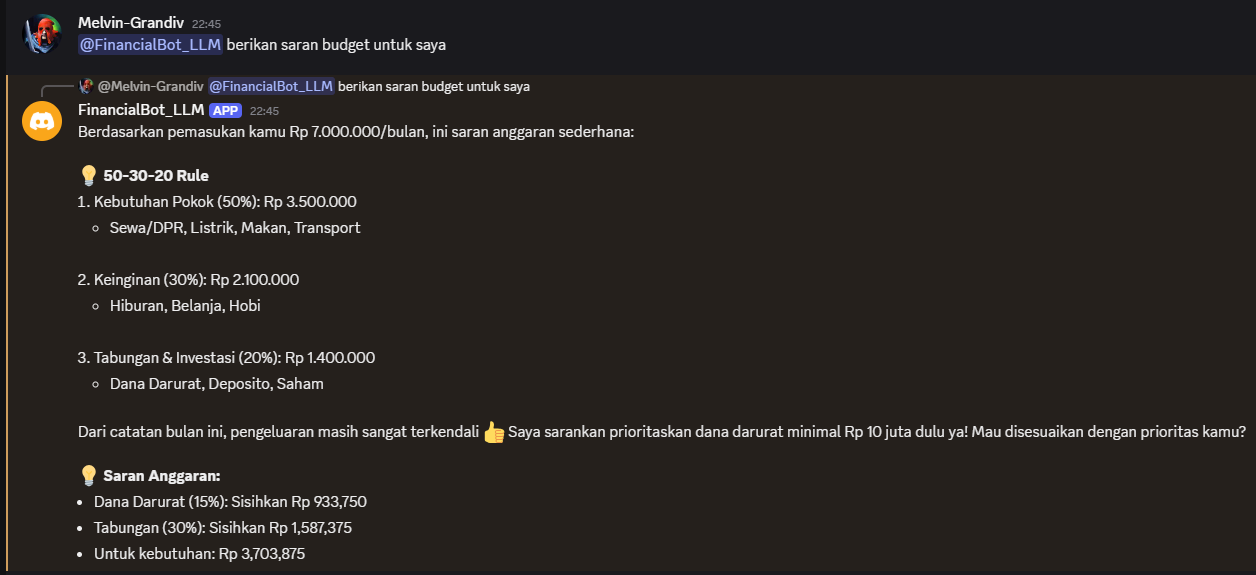 Melvin-Grandiv 22:45
@FinancialBot_LLM berikan saran budget untuk saya
@Melvin-Grandiv @FinancialBot_LLM berikan saran budget untuk saya
FinancialBot_LLM APP 22:45
Berdasarkan pemasukan kamu Rp 7.000.000/bulan, ini saran anggaran sederhana:
💡 50-30-20 Rule
1. Kebutuhan Pokok (50%): Rp 3.500.000
◦ Sewa/DPR, Listrik, Makan, Transport
2. Keinginan (30%): Rp 2.100.000
◦ Hiburan, Belanja, Hobi
3. Tabungan & Investasi (20%): Rp 1.400.000
◦ Dana Darurat, Deposito, Saham
Dari catatan bulan ini, pengeluaran masih sangat terkendali 👍 Saya sarankan prioritaskan dana darurat minimal Rp 10 juta dulu ya! Mau disesuaikan dengan prioritas kamu?
💡 Saran Anggaran:
• Dana Darurat (15%): Sisihkan Rp 933,750
• Tabungan (30%): Sisihkan Rp 1,587,375
• Untuk kebutuhan: Rp 3,703,875